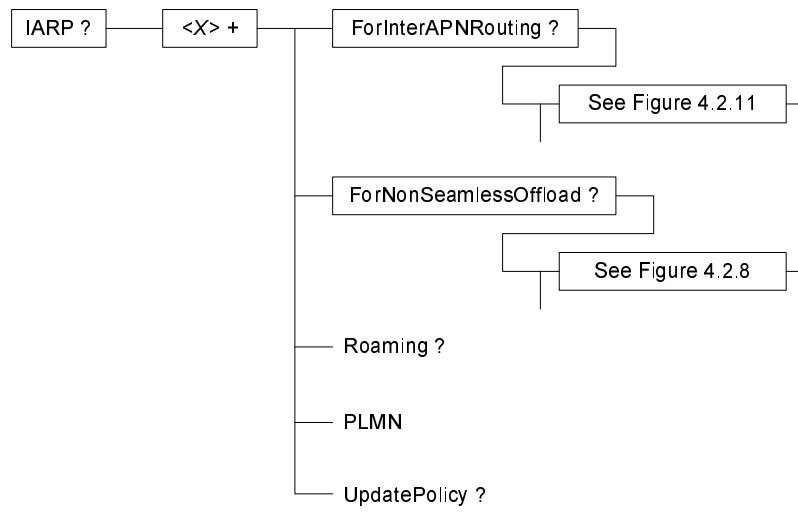 IARP ?
<X> +
ForInterAPNRouting ?
See Figure 4.2.11
ForNonSeamlessOffload ?
See Figure 4.2.8
Roaming ?
PLMN
UpdatePolicy ?